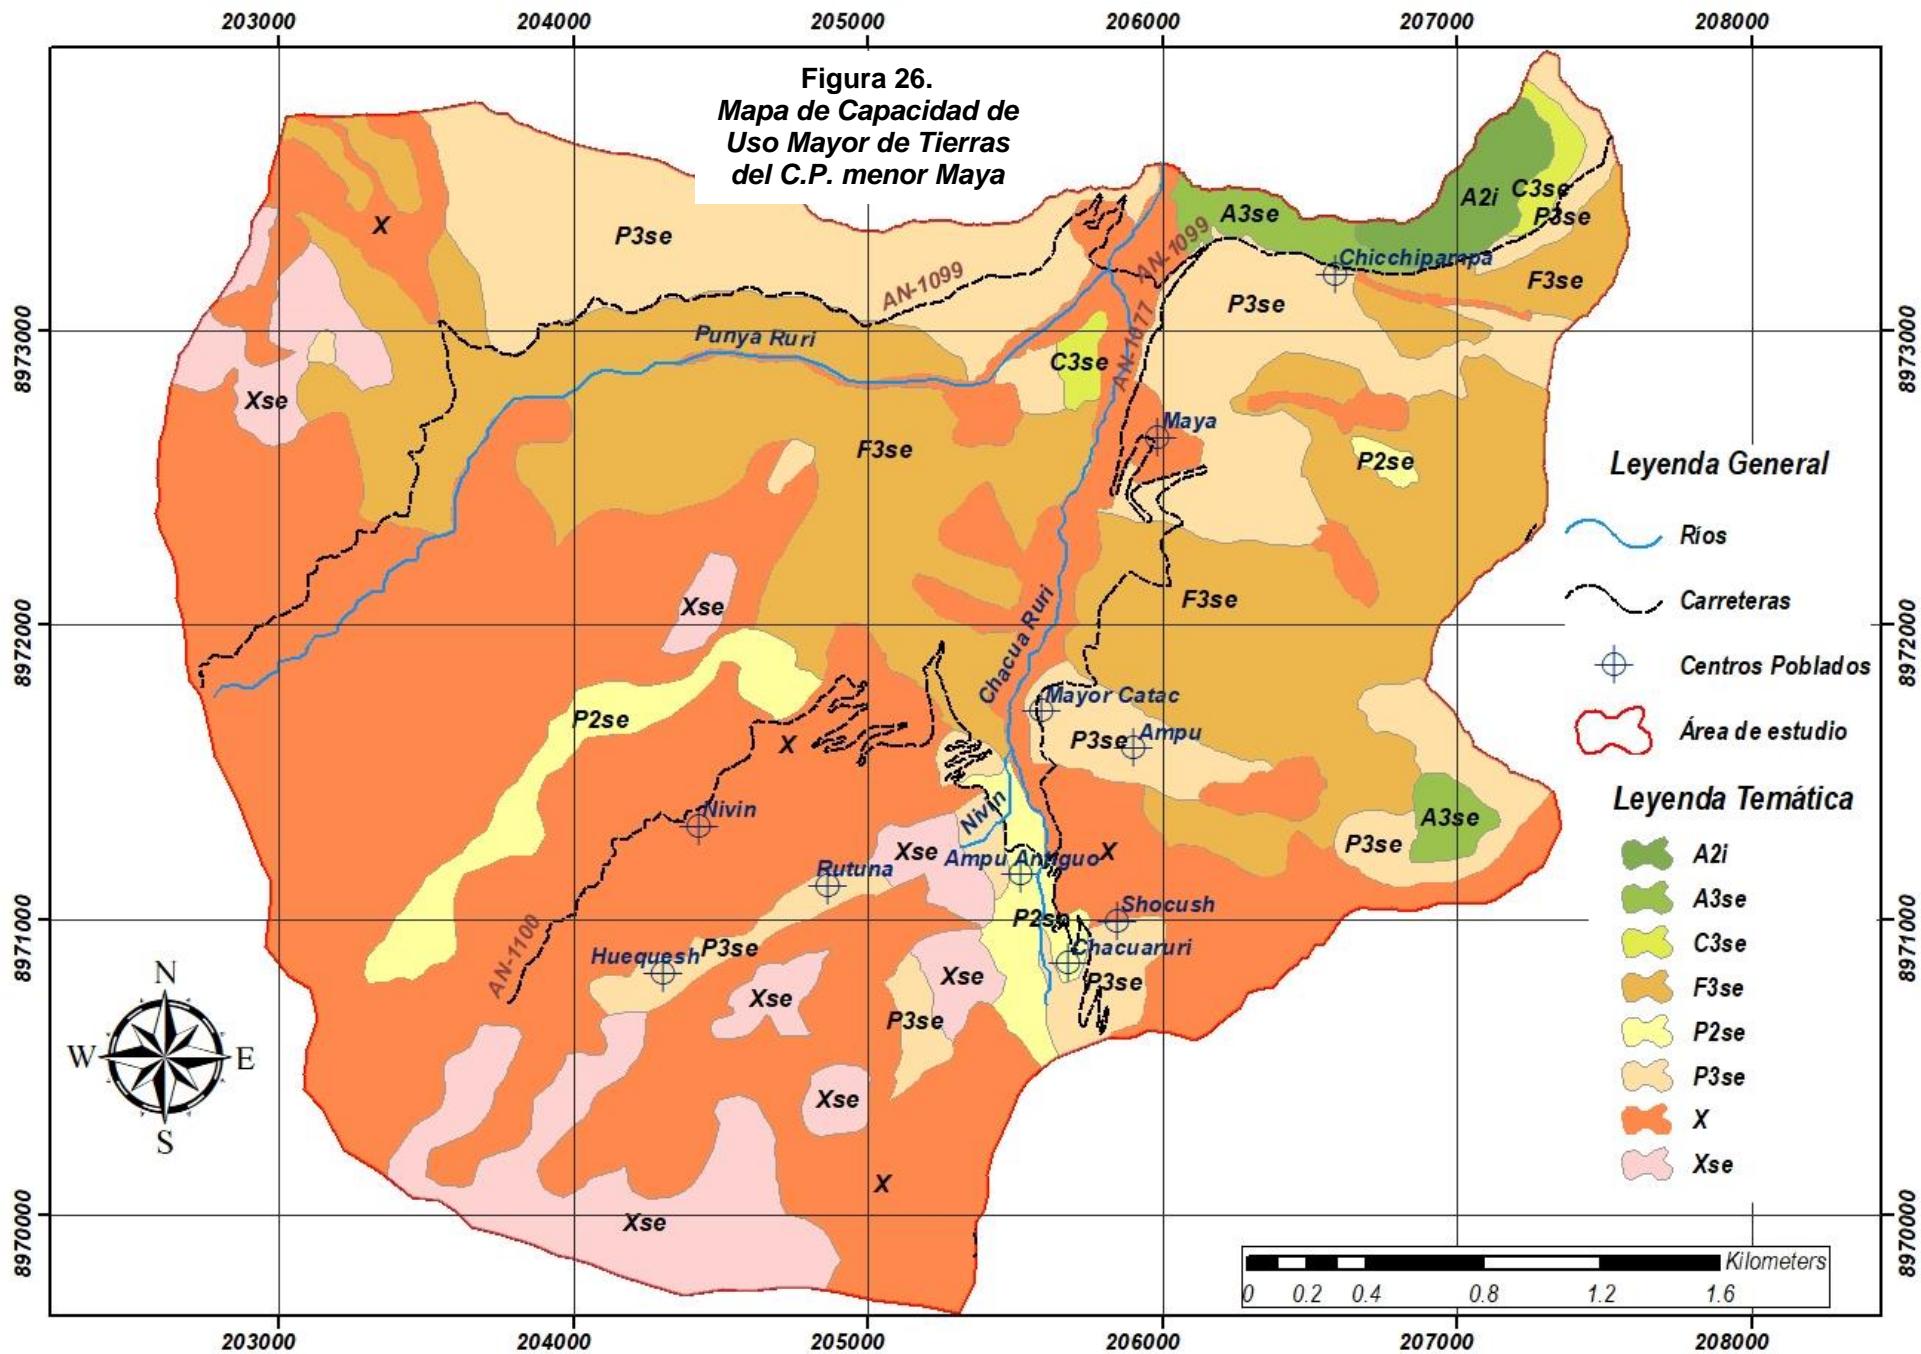 203000 204000 205000 206000 207000 208000
Figura 26.
Mapa de Capacidad de
Uso Mayor de Tierras
del C.P. menor Maya
X
P3se
A3se
A2i
C3se
P3se
AN-1099
AN-1099
Chicchipampa
F3se
P3se
8973000
Punya Ruri
AN-1077
8973000
C3se
Xse
Maya
F3se
P2se
Xse
F3se
8972000
Chacua Ruri
8972000
Mayor Catac
P2se
X
P3se
Ampu
Nivin
Nivin
A3se
P3se
Xse
Ampu Antiguo
X
Rutuna
Shocush
8971000
P2se
8971000
AN-1100
P3se
Chacuaruri
Huequesh
Xse
P3se
Xse
P3se
Xse
X
Xse
8970000
8970000
N
W
E
S
Leyenda General
Ríos
Carreteras
Centros Poblados
Área de estudio
Leyenda Temática
A2i
A3se
C3se
F3se
P2se
P3se
X
Xse
Kilometers
0 0.2 0.4 0.8 1.2 1.6
203000 204000 205000 206000 207000 208000